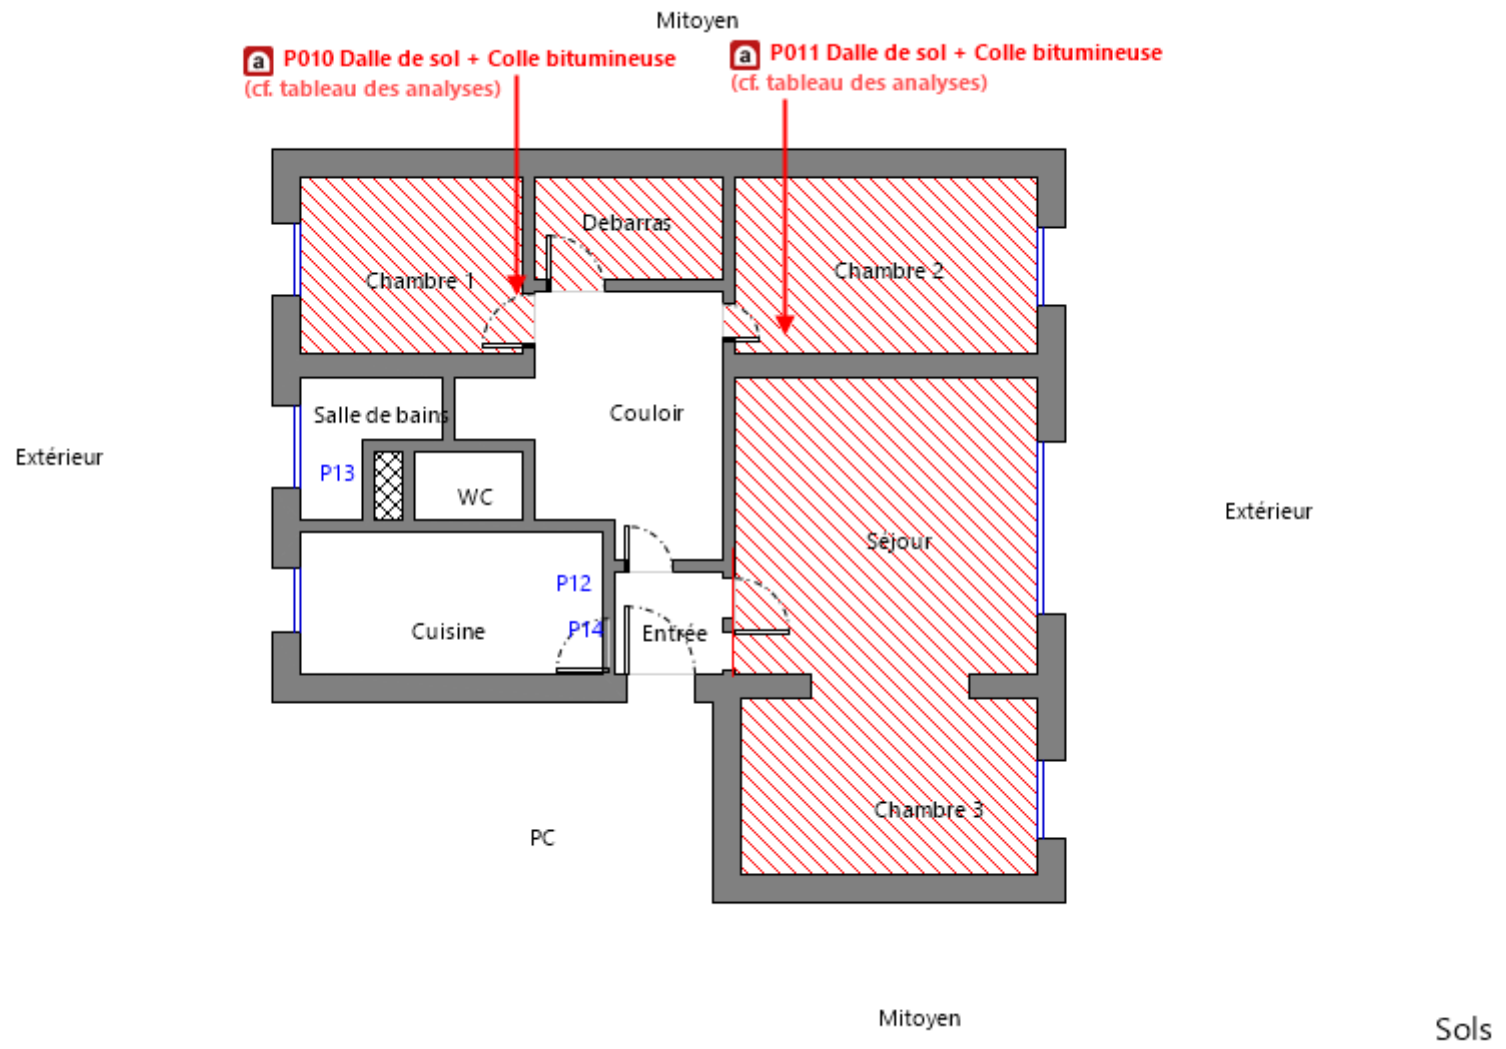 Mitoyen
a P010 Dalle de sol + Colle bitumineuse
(cf. tableau des analyses)
a P011 Dalle de sol + Colle bitumineuse
(cf. tableau des analyses)
Debarras
Chambre 1
Chambre 2
Salle de bains
Couloir
Extérieur
P13
WC
Extérieur
Séjour
P12
P14
Cuisine
Entrée
Chambre 3
PC
Mitoyen
Sols